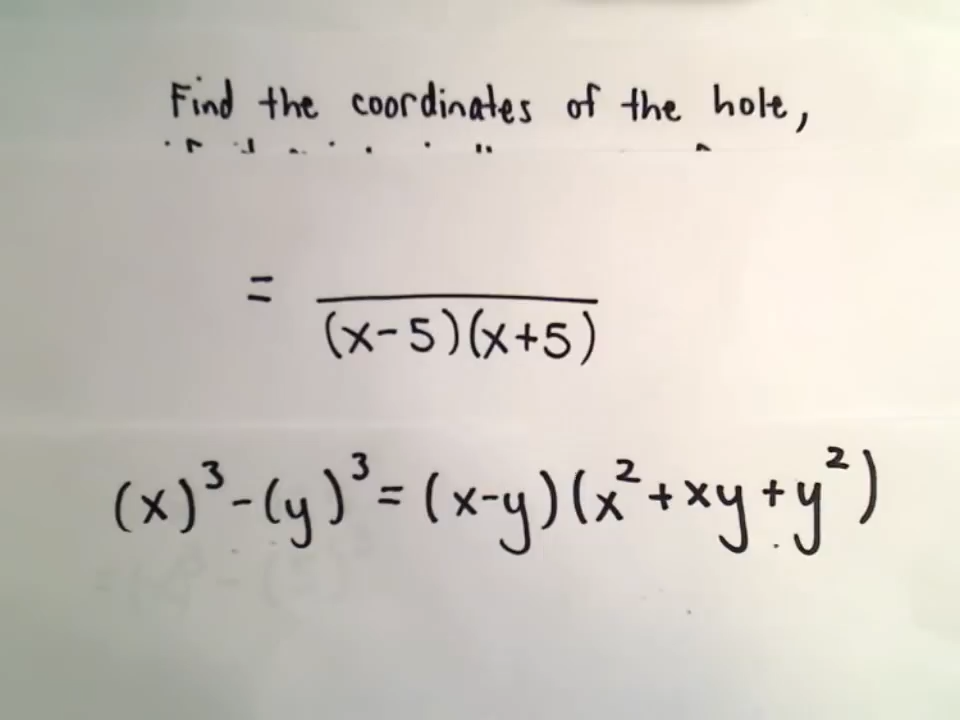 Find the coordinates of the hole,
=
(x-5)(x+5)
(x)³-(y)³=(x-y)(x²+xy+y²)